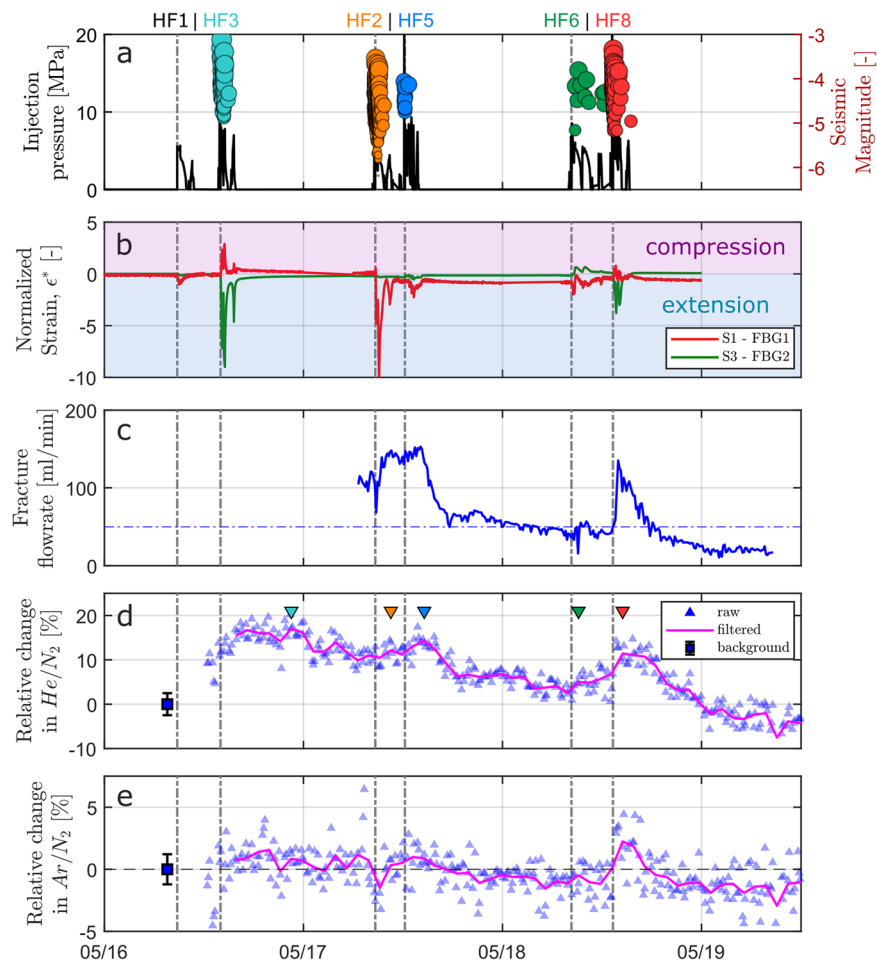 HF1 | HF3 HF2 | HF5 HF6 | HF8
a
Injection pressure [MPa]
20
10
0
Seismic Magnitude [-]
-3
-4
-5
-6
b
Normalized Strain, ϵ* [-]
5
0
-5
-10
compression
extension
S1 - FBG1
S3 - FBG2
c
Fracture flowrate [ml/min]
200
100
0
d
Relative change in He/N₂ [%]
20
10
0
-10
raw
filtered
background
e
Relative change in Ar/N₂ [%]
5
0
-5
05/16 05/17 05/18 05/19